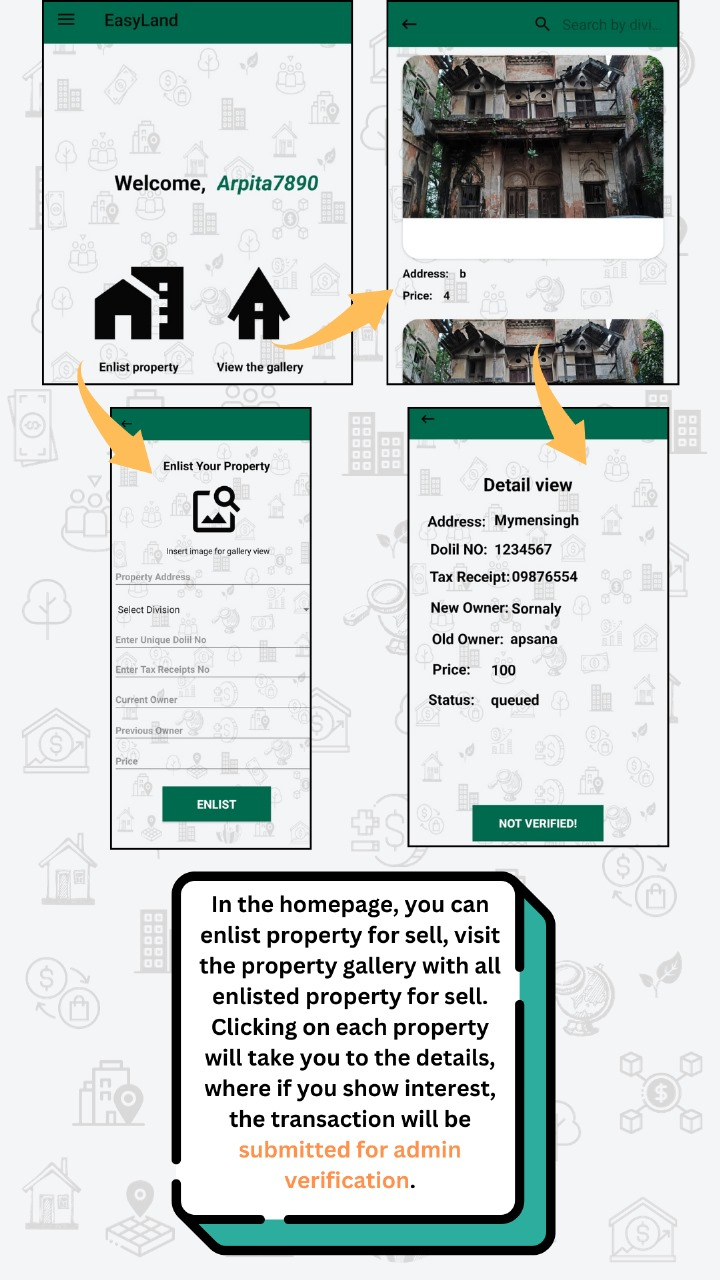 EasyLand
Welcome, Arpita7890
Enlist property
View the gallery
Search by divi...
Address: b
Price: 4
Enlist Your Property
Insert image for gallery view
Property Address
Select Division
Enter Unique Dolil No
Enter Tax Receipts No
Current Owner
Previous Owner
Price
ENLIST
Detail view
Address: Mymensingh
Dolil NO: 1234567
Tax Receipt: 09876554
New Owner: Sornaly
Old Owner: apsana
Price: 100
Status: queued
NOT VERIFIED!
In the homepage, you can
enlist property for sell, visit
the property gallery with all
enlisted property for sell.
Clicking on each property
will take you to the details,
where if you show interest,
the transaction will be
submitted for admin
verification.